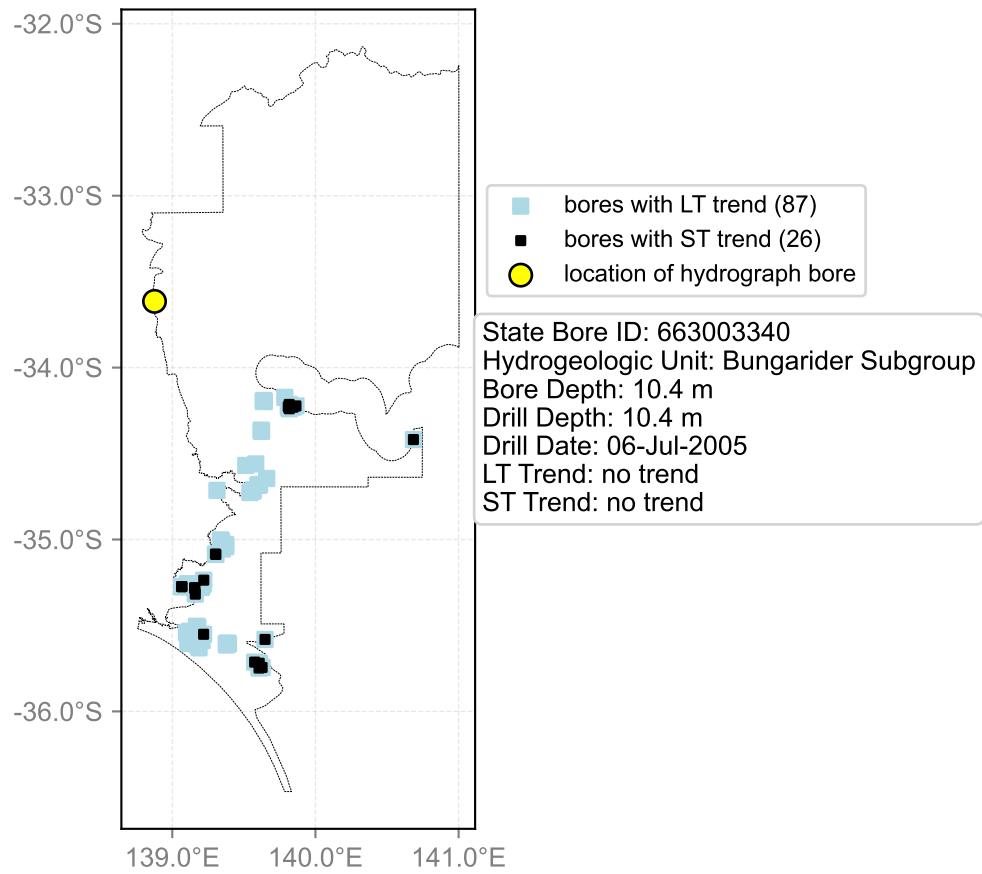 -32.0°S
-33.0°S
-34.0°S
-35.0°S
-36.0°S
139.0°E
140.0°E
141.0°E
bores with LT trend (87)
bores with ST trend (26)
location of hydrograph bore
State Bore ID: 663003340
Hydrogeologic Unit: Bungarider Subgroup
Bore Depth: 10.4 m
Drill Depth: 10.4 m
Drill Date: 06-Jul-2005
LT Trend: no trend
ST Trend: no trend